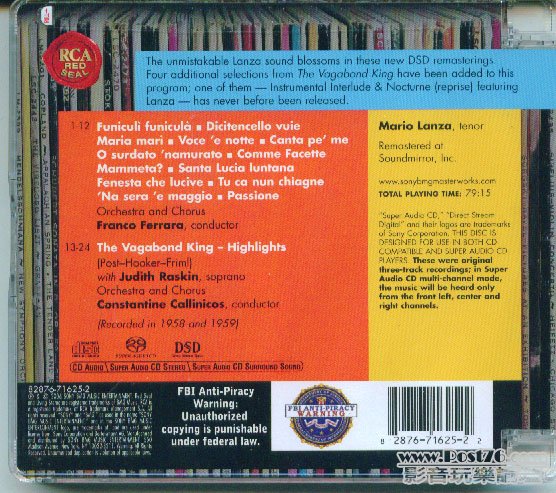 RCA
RED SEAL
The unmistakable Lanza sound blossoms in these new DSD remasterings.
Four additional selections from The Vagabond King have been added to this
program; one of them – Instrumental Interlude & Nocturne (reprise) featuring
Lanza – has never before been released.
1-12 Funiculì funiculà ▪ Dicitencello vuie
Maria marì ▪ Voce 'e notte ▪ Canta pe' me
O surdato 'namurato ▪ Comme Facette
Mammeta? ▪ Santa Lucia luntana
Fenesta che lucive ▪ Tu ca nun chiagne
'Na sera 'e maggio ▪ Passione
Orchestra and Chorus
Franco Ferrara, conductor
13-24 The Vagabond King – Highlights
(Post–Hooker–Friml)
with Judith Raskin, soprano
Orchestra and Chorus
Constantine Callinicos, conductor
(Recorded in 1958 and 1959)
Mario Lanza, tenor
Remastered at
Soundmirror, Inc.
www.sonybmgmasterworks.com
TOTAL PLAYING TIME: 79:15
"Super Audio CD," "Direct Stream
Digital" and their logos are trademarks
of Sony Corporation. THIS DISC IS
DESIGNED FOR USE IN BOTH CD
COMPATIBLE AND SUPER AUDIO CD
PLAYERS. These were original
three-track recordings; in Super
Audio CD multi-channel mode,
the music will be heard only
from the front left, center and
right channels.
SUPER AUDIO CD
DSD
Direct Stream Digital
CD AUDIO \ SUPER AUDIO CD STEREO \ SUPER AUDIO CD SURROUND SOUND
82876-71625-2
FBI Anti-Piracy
Warning:
Unauthorized
copying is punishable
under federal law.
FBI ANTI-PIRACY
WARNING
8 2876-71625-2 2
www.Post76.com
影音玩樂